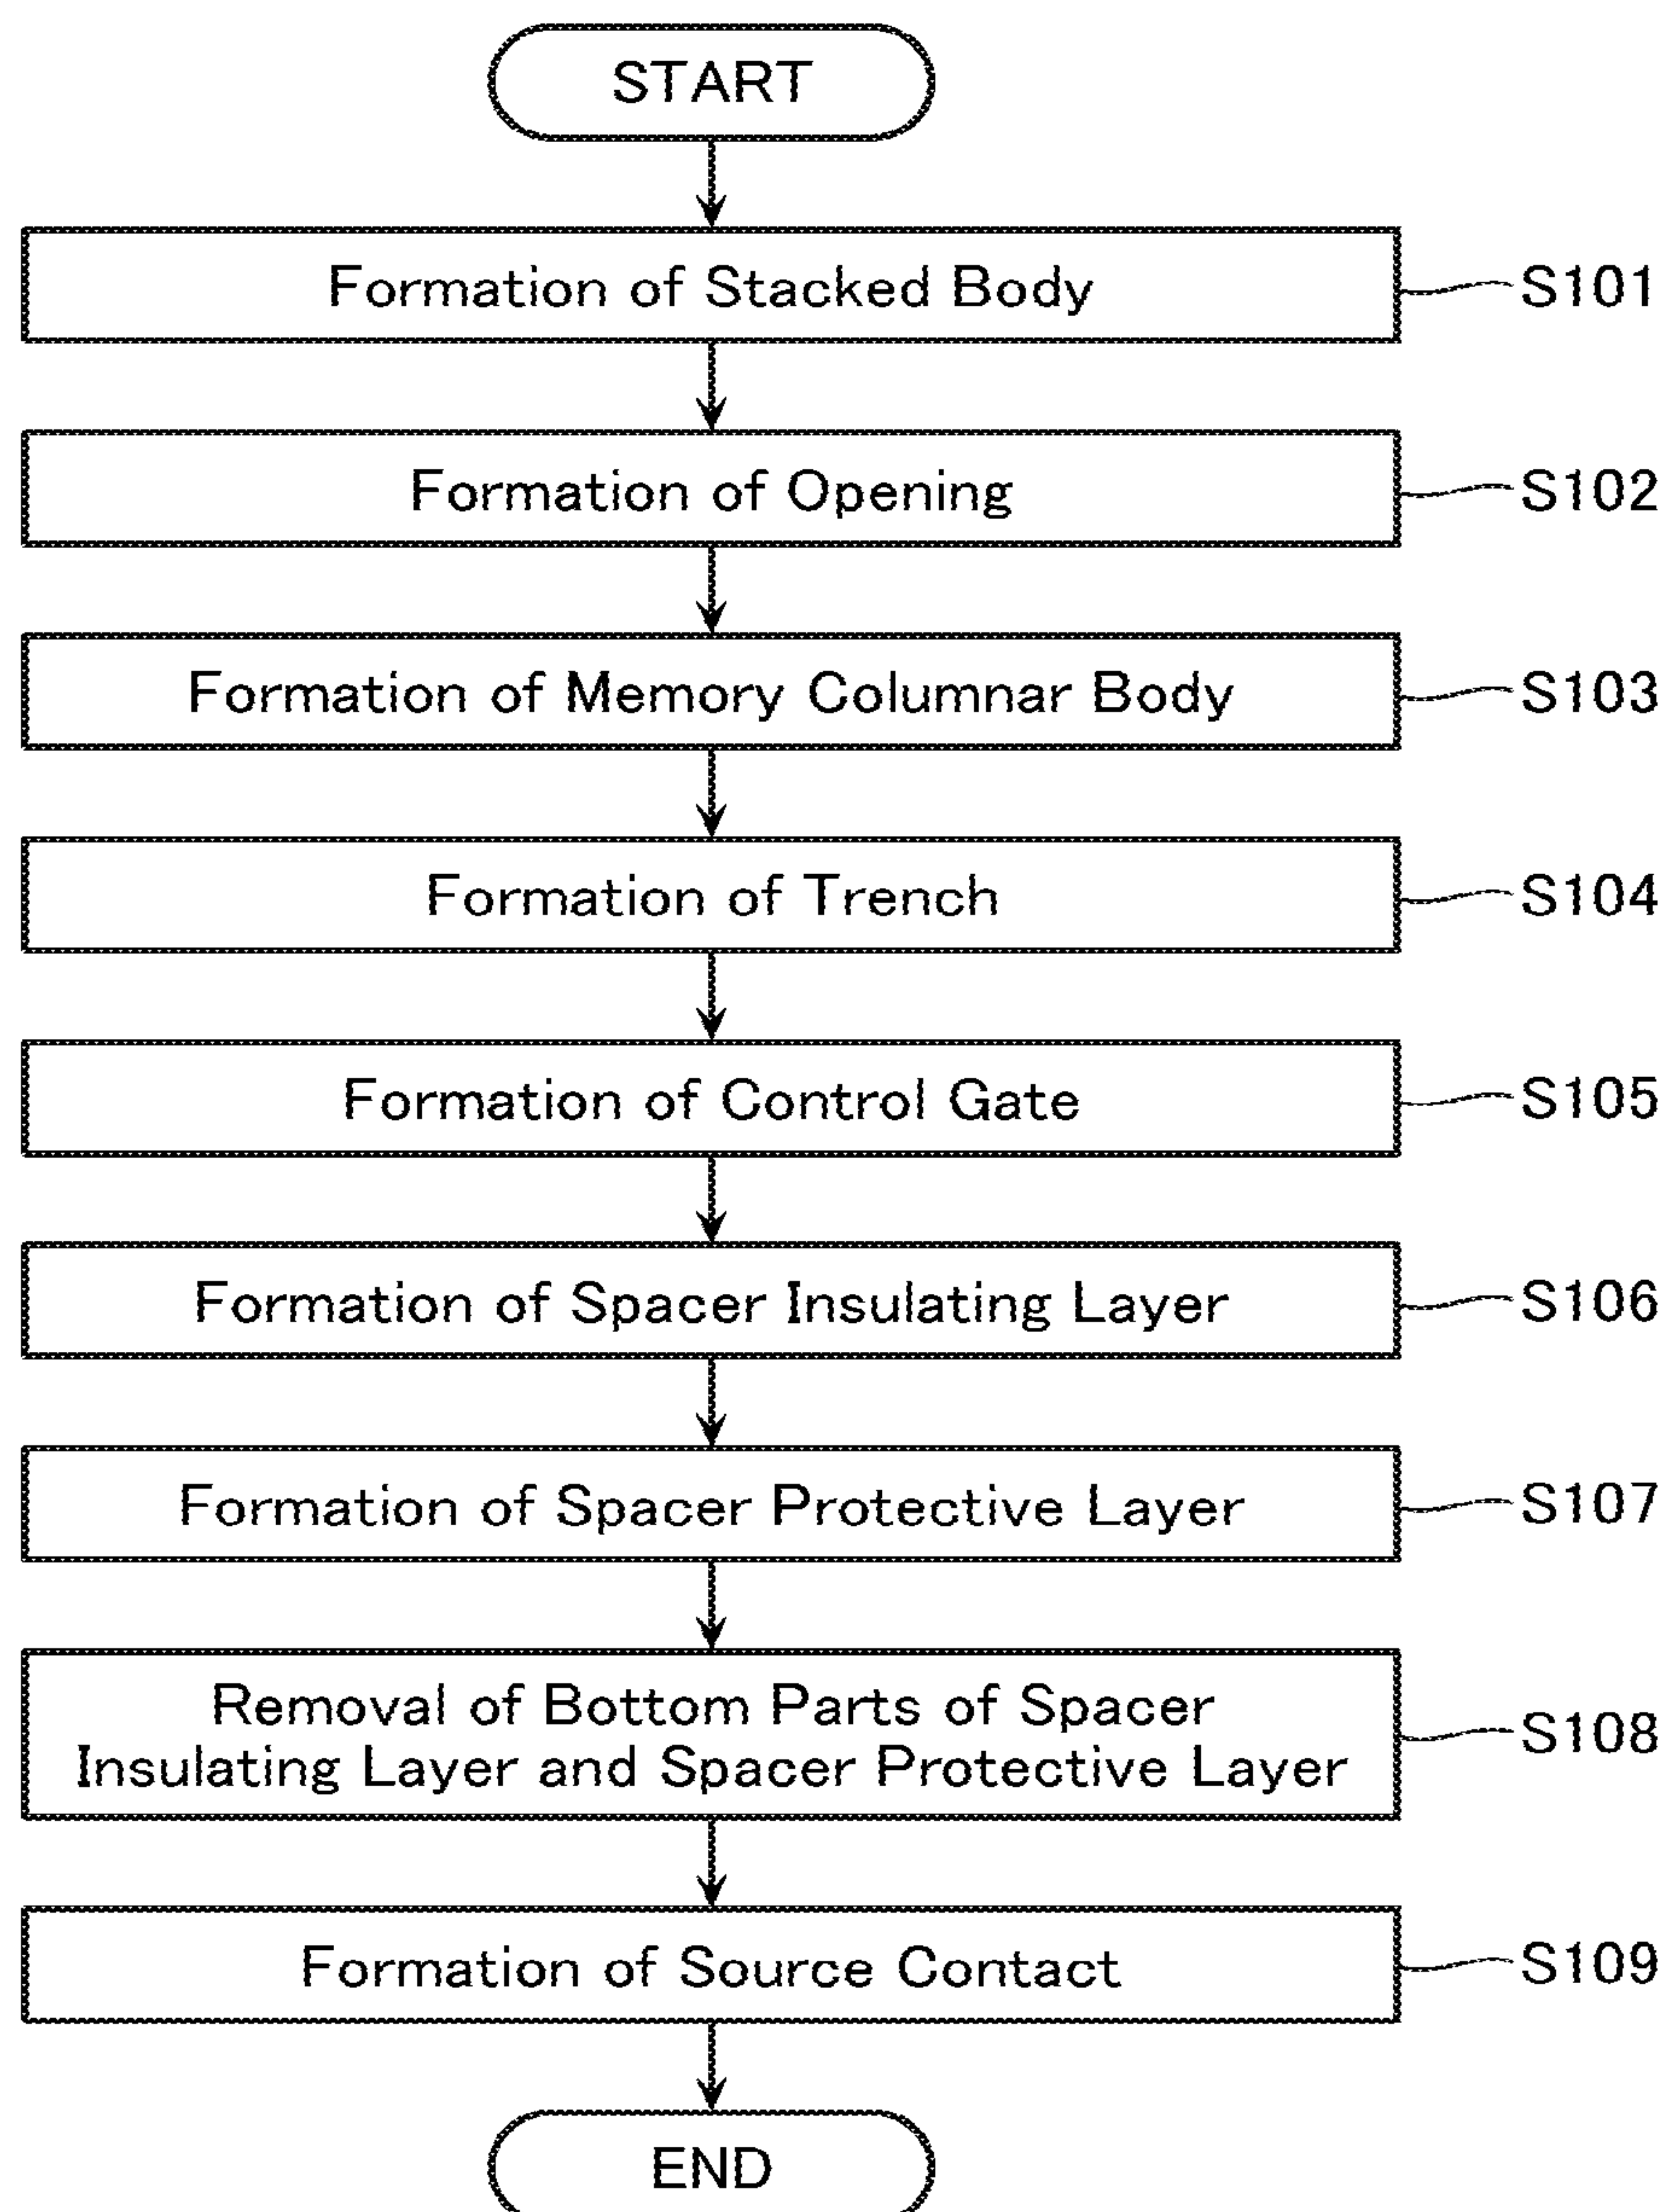 START
Formation of Stacked Body
S101
Formation of Opening
S102
Formation of Memory Columnar Body
S103
Formation of Trench
S104
Formation of Control Gate
S105
Formation of Spacer Insulating Layer
S106
Formation of Spacer Protective Layer
S107
Removal of Bottom Parts of Spacer
Insulating Layer and Spacer Protective Layer
S108
Formation of Source Contact
S109
END